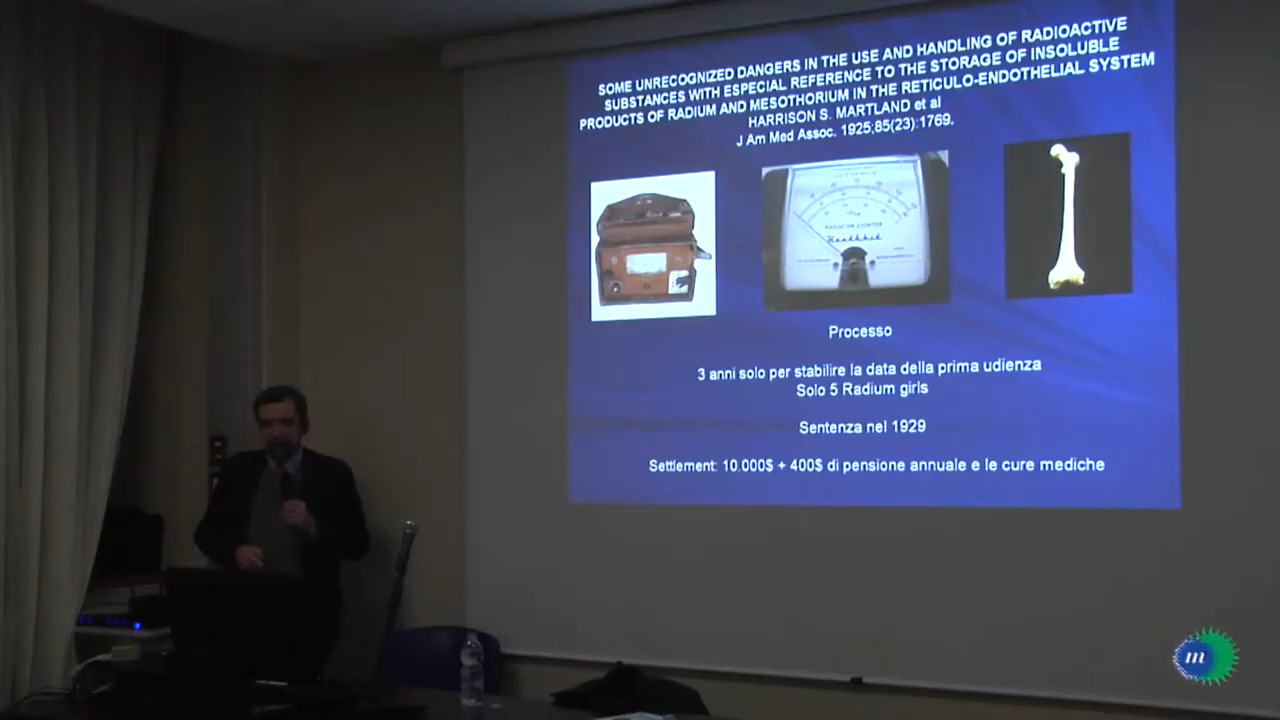 SOME UNRECOGNIZED DANGERS IN THE USE AND HANDLING OF RADIOACTIVE
SUBSTANCES WITH ESPECIAL REFERENCE TO THE STORAGE OF INSOLUBLE
PRODUCTS OF RADIUM AND MESOTHORIUM IN THE RETICULO-ENDOTHELIAL SYSTEM
HARRISON S. MARTLAND et al
J Am Med Assoc. 1925;85(23):1769.
RADIATION COUNTER
Heathkit
Processo
3 anni solo per stabilire la data della prima udienza
Solo 5 Radium girls
Sentenza nel 1929
Settlement: 10.000$ + 400$ di pensione annuale e le cure mediche
m